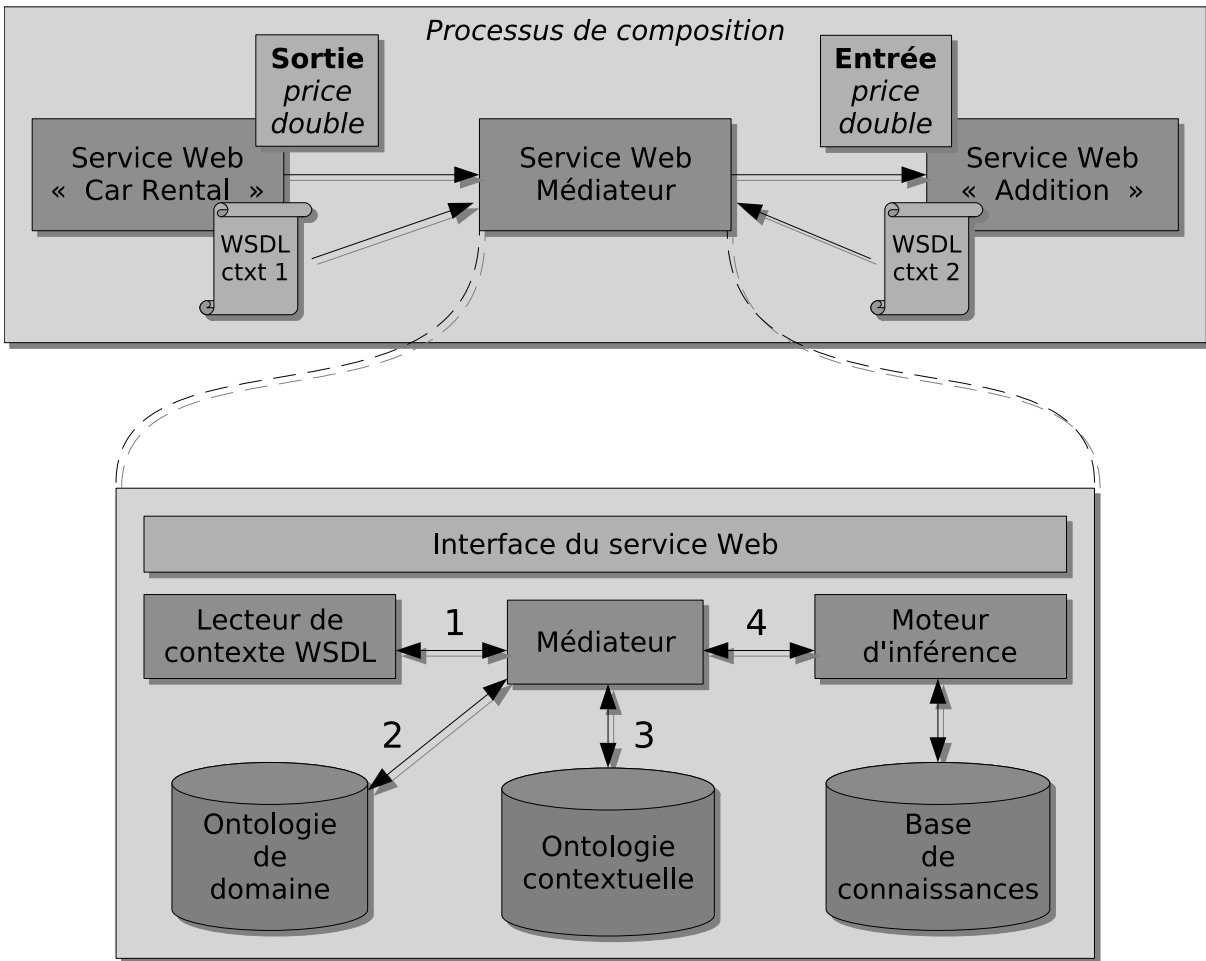 Processus de composition
Sortie
price
double
Entrée
price
double
Service Web
«  Car Rental  »
Service Web
Médiateur
Service Web
«  Addition  »
WSDL
ctxt 1
WSDL
ctxt 2
Interface du service Web
Lecteur de
contexte WSDL
1
Médiateur
4
Moteur
d'inférence
2
3
Ontologie
de
domaine
Ontologie
contextuelle
Base
de
connaissances